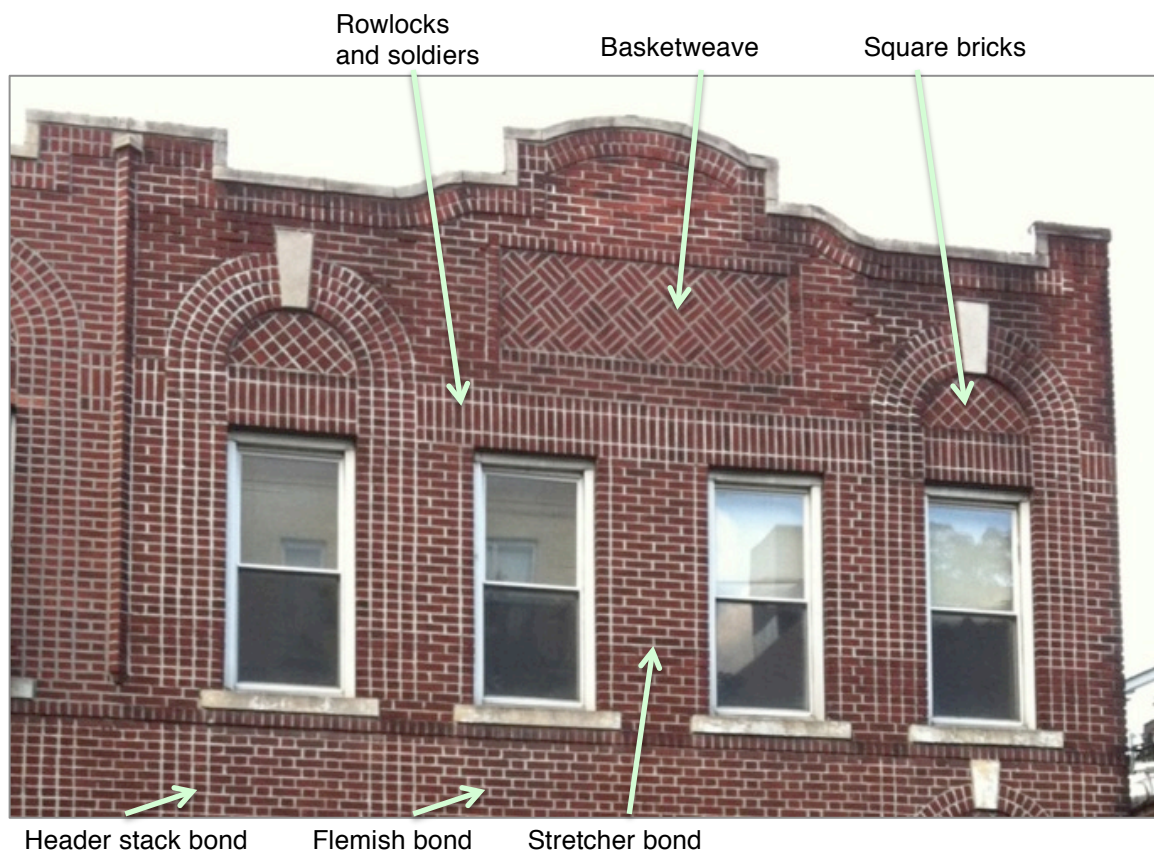 Rowlocks
and soldiers
Basketweave
Square bricks
Header stack bond
Flemish bond
Stretcher bond